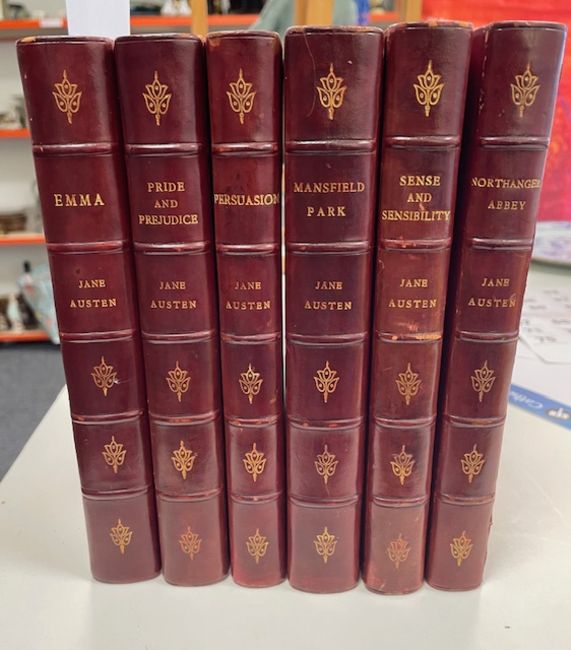 EMMA
JANE
AUSTEN
PRIDE
AND
PREJUDICE
JANE
AUSTEN
PERSUASION
JANE
AUSTEN
MANSFIELD
PARK
JANE
AUSTEN
SENSE
AND
SENSIBILITY
JANE
AUSTEN
NORTHANGER
ABBEY
JANE
AUSTEN